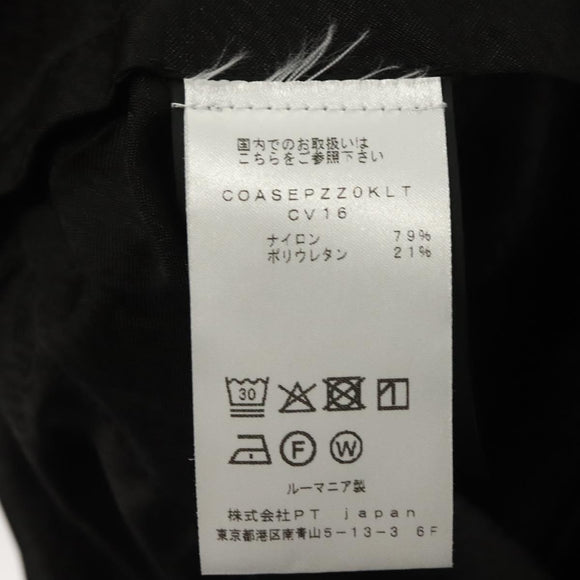 国内でのお取扱いは
こちらをご参照下さい
COASEPZZ0KLT
CV16
ナイロン 79%
ポリウレタン 21%
30
F W
ルーマニア製
株式会社PT japan
東京都港区南青山5-13-3 6F